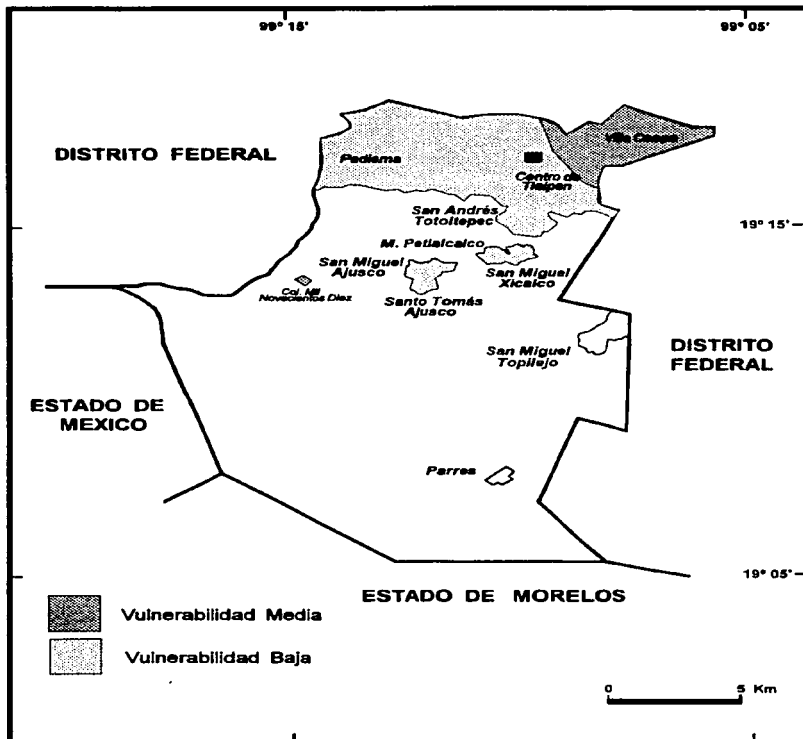 99° 15'
99° 05'
DISTRITO FEDERAL
Padierna
Villa Coapa
Centro de
Tlalpan
San Andrés
Totoltepec
19° 15'
M. Petlalcalco
San Miguel
Ajusco
San Miguel
Xicalco
Col. Mil
Novecientos Diez
Santo Tomás
Ajusco
San Miguel
Topilejo
DISTRITO
FEDERAL
ESTADO DE
MEXICO
Parres
19° 05'
ESTADO DE MORELOS
Vulnerabilidad Media
Vulnerabilidad Baja
0
5 Km